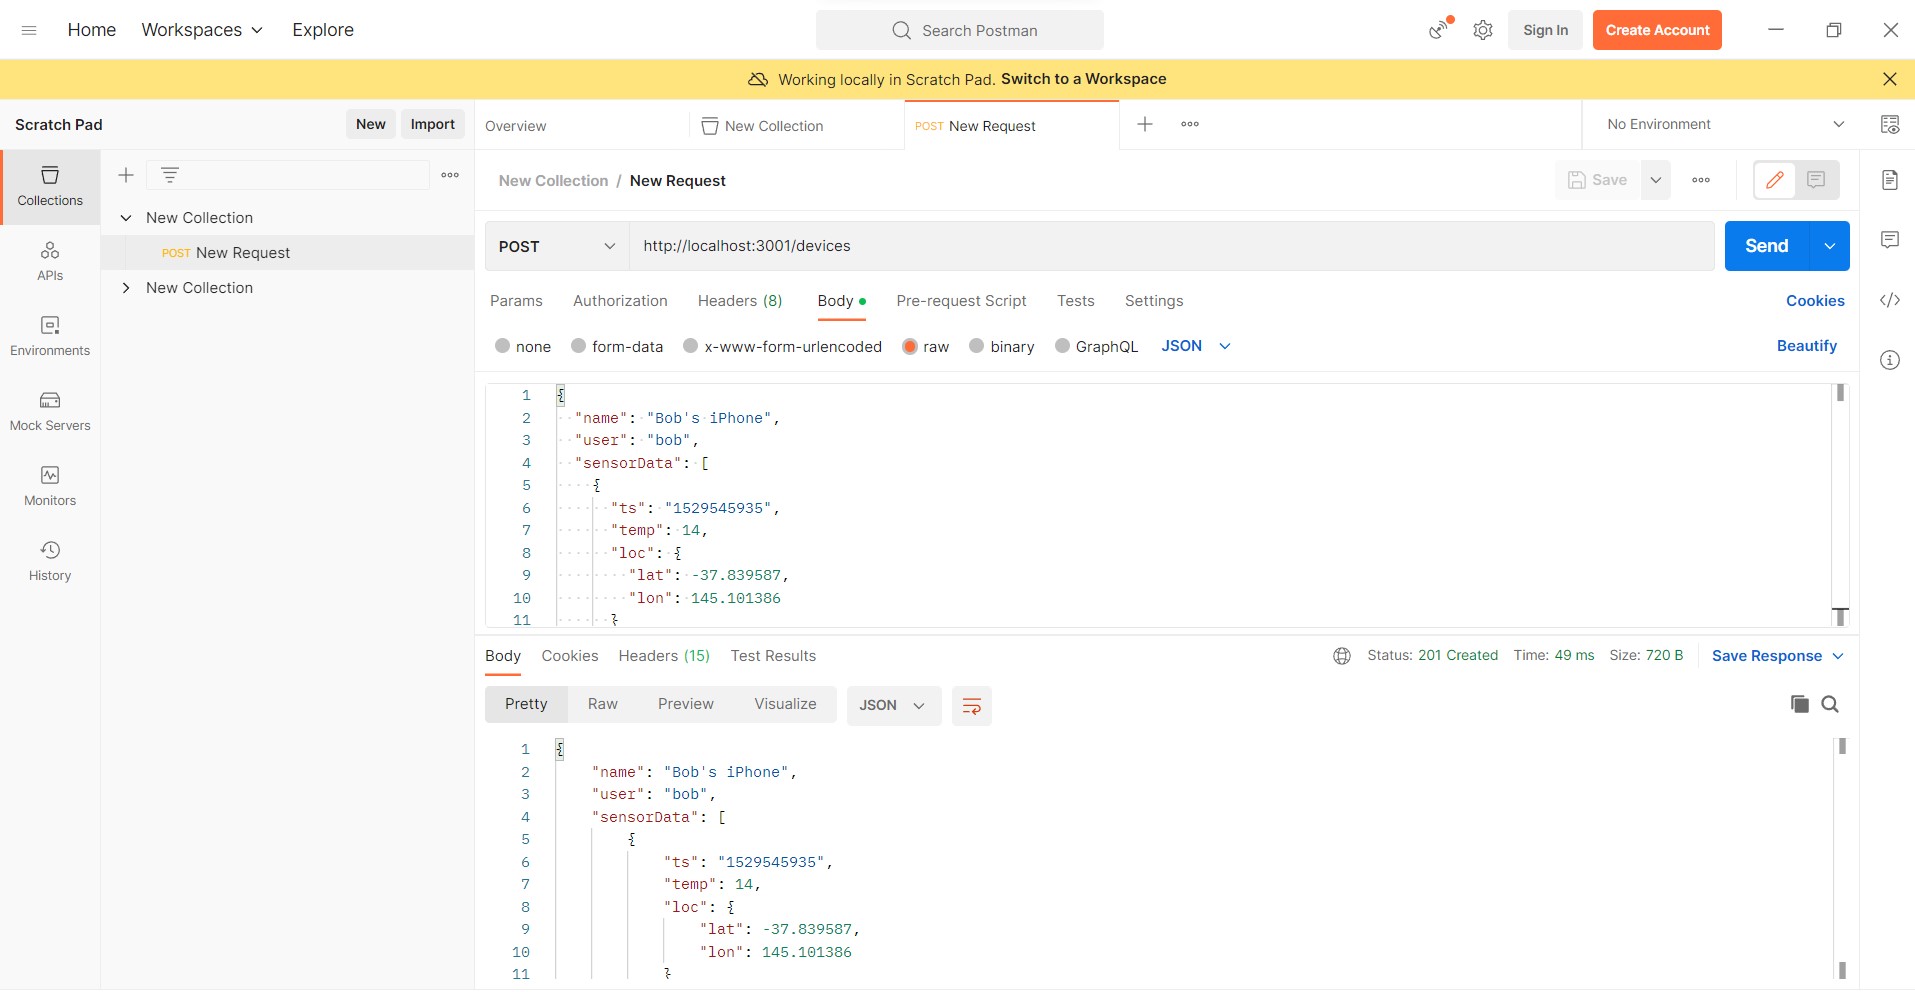 Home Workspaces Explore Search Postman Sign In Create Account
Working locally in Scratch Pad. Switch to a Workspace
Scratch Pad New Import Overview New Collection POST New Request No Environment
Collections
APIs
Environments
Mock Servers
Monitors
History
New Collection
POST New Request
New Collection
New Collection / New Request Save
POST http://localhost:3001/devices Send
Params Authorization Headers (8) Body Pre-request Script Tests Settings Cookies
none form-data x-www-form-urlencoded raw binary GraphQL JSON Beautify
1 {
2 "name": "Bob's iPhone",
3 "user": "bob",
4 "sensorData": [
5 {
6 "ts": "1529545935",
7 "temp": 14,
8 "loc": {
9 "lat": -37.839587,
10 "lon": 145.101386
11 }
Body Cookies Headers (15) Test Results Status: 201 Created Time: 49 ms Size: 720 B Save Response
Pretty Raw Preview Visualize JSON
1 {
2 "name": "Bob's iPhone",
3 "user": "bob",
4 "sensorData": [
5 {
6 "ts": "1529545935",
7 "temp": 14,
8 "loc": {
9 "lat": -37.839587,
10 "lon": 145.101386
11 }